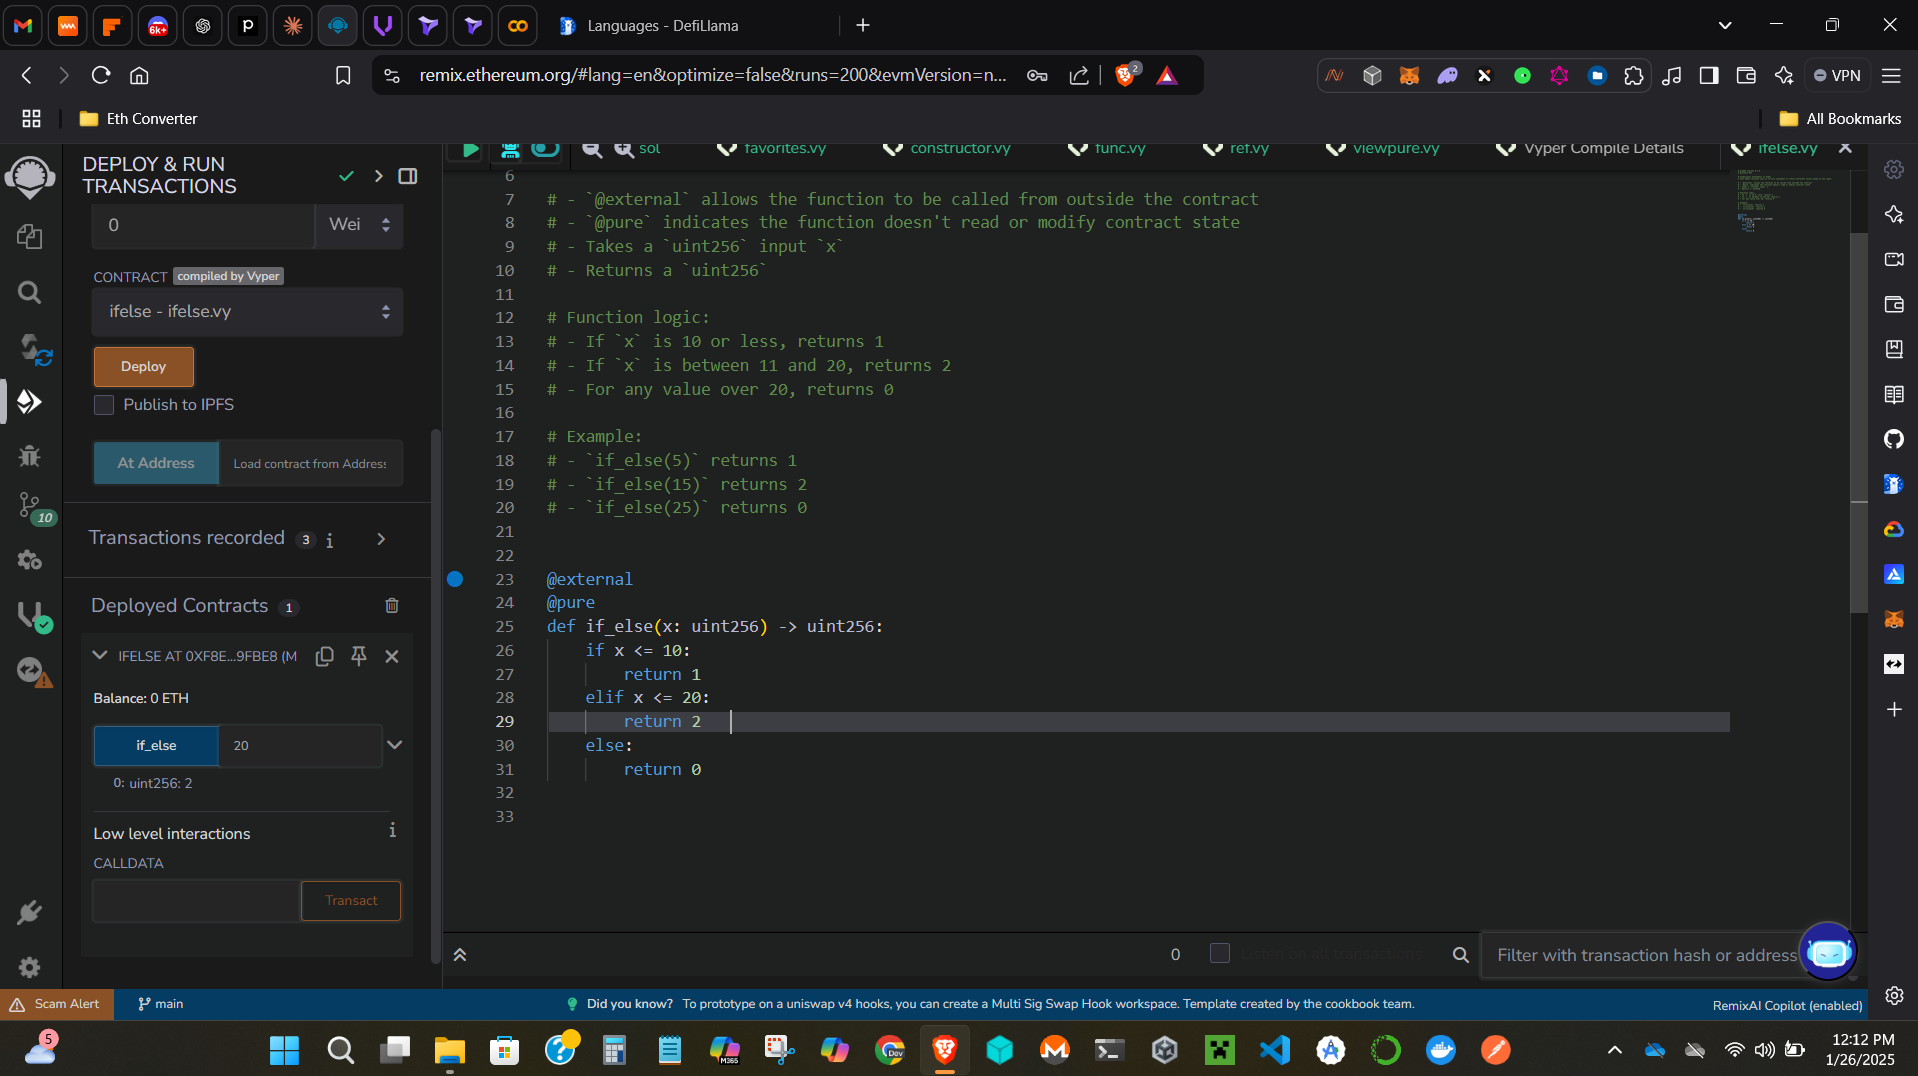 6k+
Languages - DefiLlama
remix.ethereum.org/#lang=en&optimize=false&runs=200&evmVersion=n...
2
VPN
Eth Converter
All Bookmarks
DEPLOY & RUN
TRANSACTIONS
0
Wei
CONTRACT
compiled by Vyper
ifelse - ifelse.vy
Deploy
Publish to IPFS
At Address
Load contract from Address
Transactions recorded 3 i
Deployed Contracts 1
IFELSE AT 0XF8E...9FBE8 (M
Balance: 0 ETH
if_else
20
0: uint256: 2
Low level interactions
i
CALLDATA
Transact
10
sol
favorites.vy
constructor.vy
func.vy
ref.vy
viewpure.vy
Vyper Compile Details
ifelse.vy
6
7 # - `@external` allows the function to be called from outside the contract
8 # - `@pure` indicates the function doesn't read or modify contract state
9 # - Takes a `uint256` input `x`
10 # - Returns a `uint256`
11
12 # Function logic:
13 # - If `x` is 10 or less, returns 1
14 # - If `x` is between 11 and 20, returns 2
15 # - For any value over 20, returns 0
16
17 # Example:
18 # - `if_else(5)` returns 1
19 # - `if_else(15)` returns 2
20 # - `if_else(25)` returns 0
21
22
23 @external
24 @pure
25 def if_else(x: uint256) -> uint256:
26 if x <= 10:
27 return 1
28 elif x <= 20:
29 return 2
30 else:
31 return 0
32
33
0
Listen on all transactions
Filter with transaction hash or address
Scam Alert
main
Did you know? To prototype on a uniswap v4 hooks, you can create a Multi Sig Swap Hook workspace. Template created by the cookbook team.
RemixAI Copilot (enabled)
5
M365
Dev
12:12 PM
1/26/2025